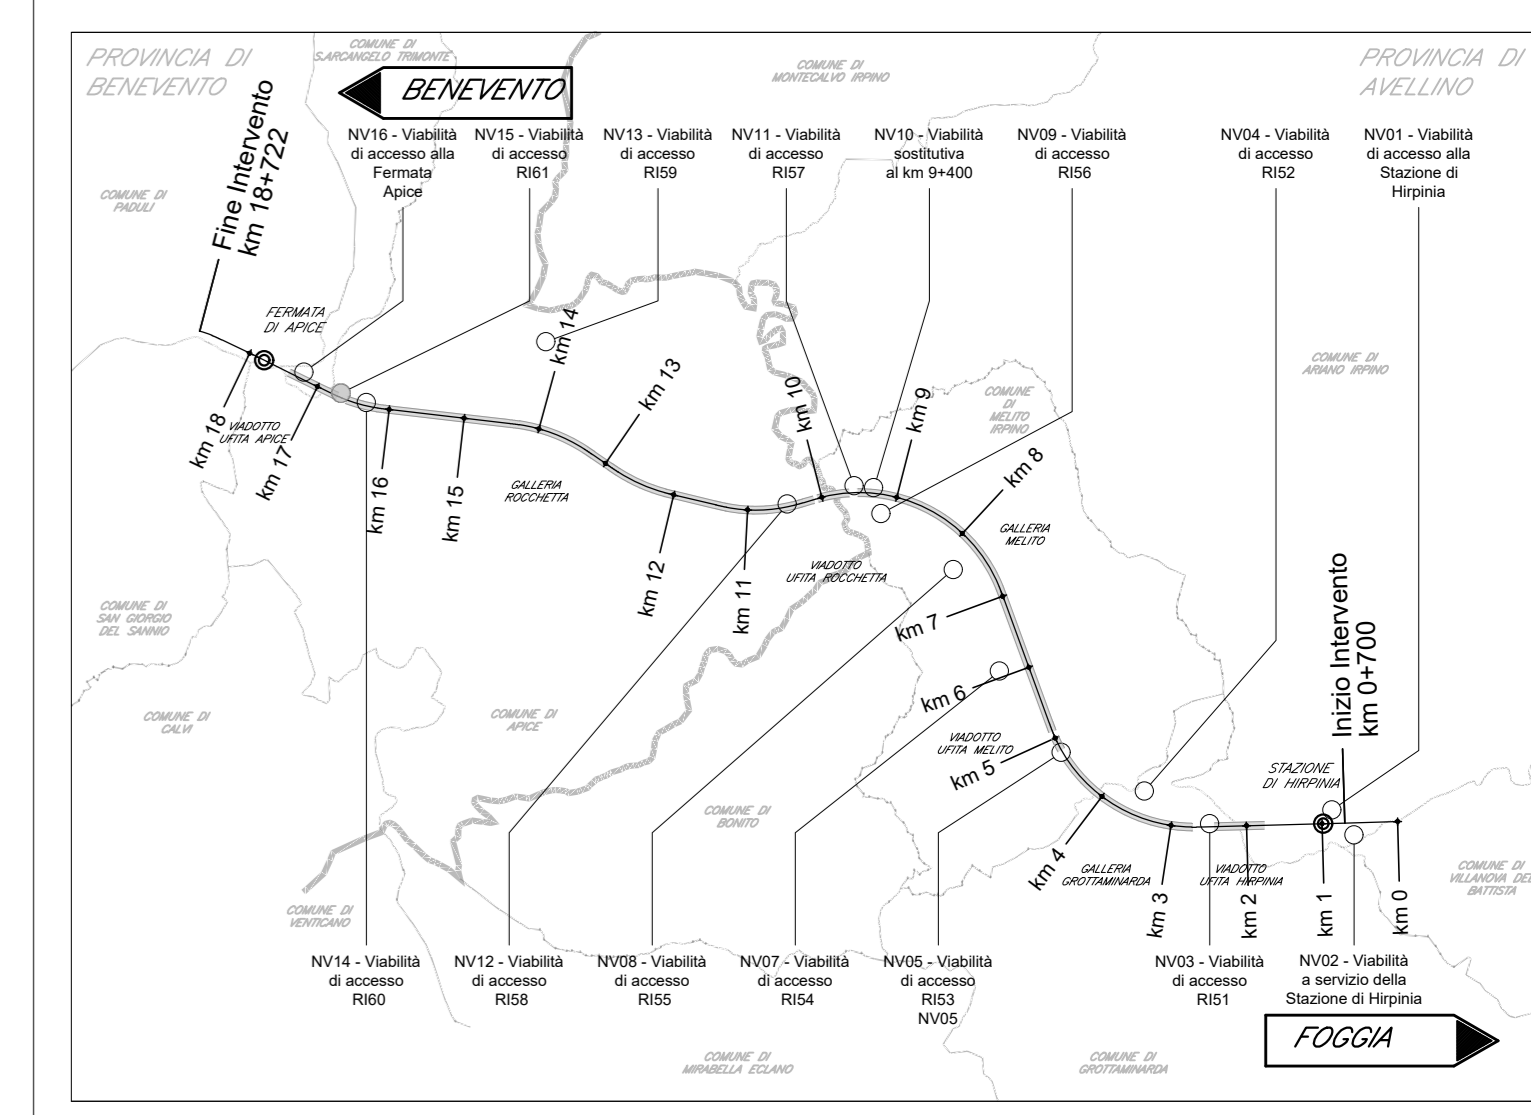 PROVINCIA DI
BENEVENTO
COMUNE DI
S.ARCANGELO TRIMONTE
BENEVENTO
COMUNE DI
MONTECALVO IRPINO
PROVINCIA DI
AVELLINO
Fine Intervento
km 18+722
NV16 - Viabilità
di accesso alla
Fermata
Apice
NV15 - Viabilità
di accesso
RI61
NV13 - Viabilità
di accesso
RI59
NV11 - Viabilità
di accesso
RI57
NV10 - Viabilità
sostitutiva
al km 9+400
NV09 - Viabilità
di accesso
RI56
NV04 - Viabilità
di accesso
RI52
NV01 - Viabilità
di accesso alla
Stazione di
Hirpinia
COMUNE DI
PADULI
FERMATA
DI APICE
km 18
VIADOTTO
UFITA APICE
km 17
km 16
km 15
km 14
km 13
km 12
km 11
km 10
km 9
km 8
km 7
km 6
km 5
km 4
km 3
km 2
km 1
km 0
GALLERIA
ROCCHETTA
COMUNE
DI
MELITO
IRPINO
COMUNE DI
ARIANO IRPINO
GALLERIA
MELITO
VIADOTTO
UFITA ROCCHETTA
COMUNE DI
SAN GIORGIO
DEL SANNIO
COMUNE DI
CALVI
COMUNE DI
APICE
VIADOTTO
UFITA MELITO
Inizio Intervento
km 0+700
STAZIONE
DI HIRPINIA
COMUNE DI
BONITO
GALLERIA
GROTTAMINARDA
VIADOTTO
UFITA HIRPINIA
COMUNE DI
VILLANOVA DEL
BATTISTA
COMUNE DI
VENTICANO
NV14 - Viabilità
di accesso
RI60
NV12 - Viabilità
di accesso
RI58
NV08 - Viabilità
di accesso
RI55
NV07 - Viabilità
di accesso
RI54
NV05 - Viabilità
di accesso
RI53
NV05
NV03 - Viabilità
di accesso
RI51
NV02 - Viabilità
a servizio della
Stazione di Hirpinia
FOGGIA
COMUNE DI
MIRABELLA ECLANO
COMUNE DI
GROTTAMINARDA